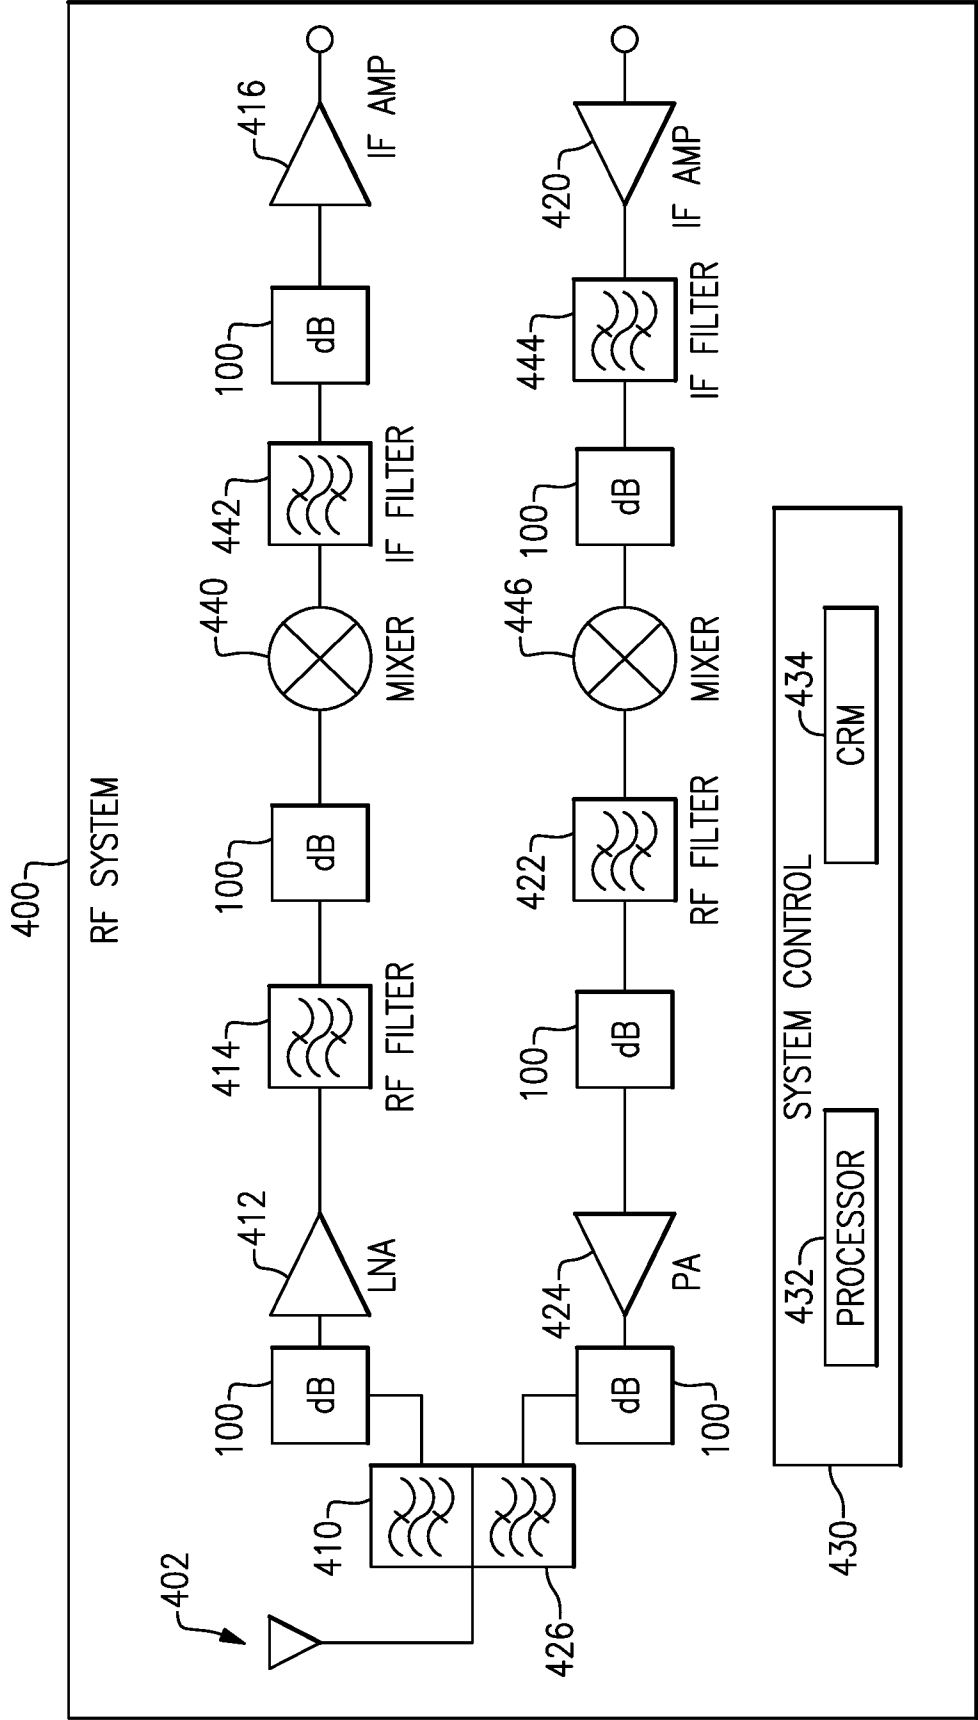 400
RF SYSTEM
402
410
426
100
dB
412
LNA
414
RF FILTER
100
dB
440
MIXER
442
IF FILTER
100
dB
416
IF AMP
100
dB
424
PA
100
dB
422
RF FILTER
446
MIXER
100
dB
444
IF FILTER
420
IF AMP
430
SYSTEM CONTROL
432
PROCESSOR
434
CRM